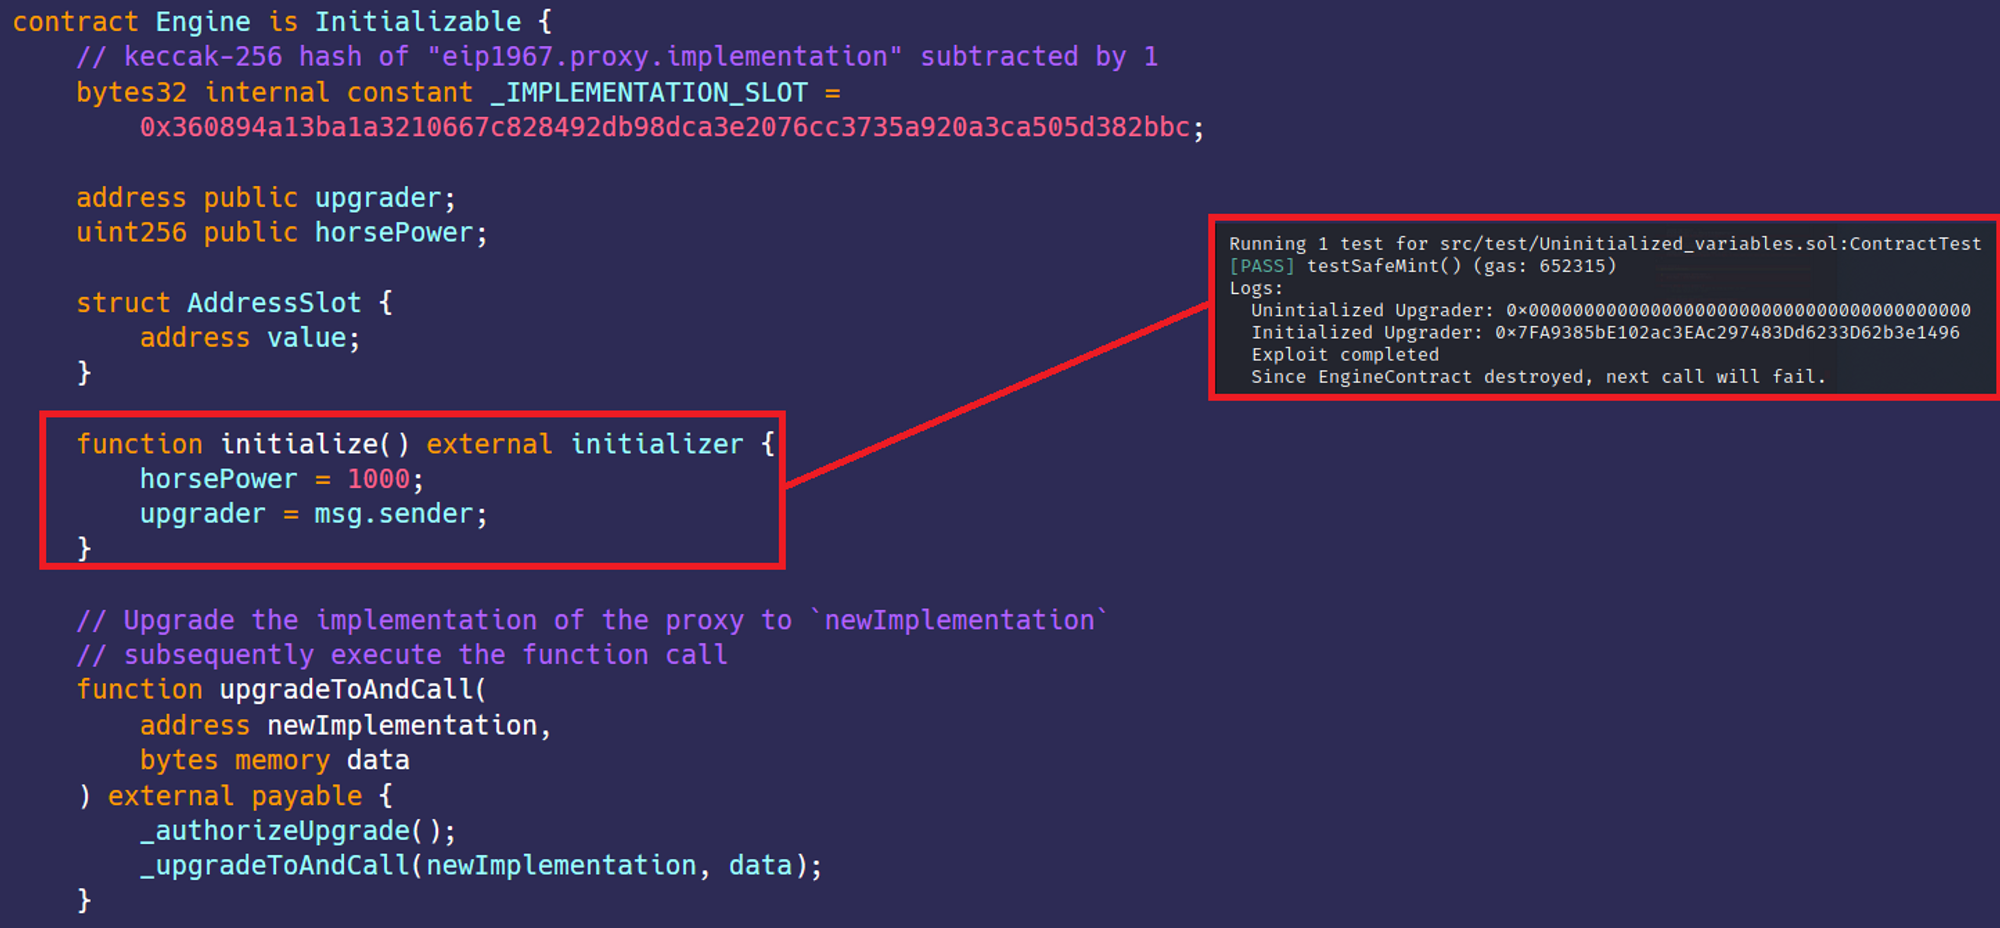 contract Engine is Initializable {
// keccak-256 hash of "eip1967.proxy.implementation" subtracted by 1
bytes32 internal constant _IMPLEMENTATION_SLOT =
0x360894a13ba1a3210667c828492db98dca3e2076cc3735a920a3ca505d382bbc;
address public upgrader;
uint256 public horsePower;
struct AddressSlot {
address value;
}
function initialize() external initializer {
horsePower = 1000;
upgrader = msg.sender;
}
// Upgrade the implementation of the proxy to `newImplementation`
// subsequently execute the function call
function upgradeToAndCall(
address newImplementation,
bytes memory data
) external payable {
_authorizeUpgrade();
_upgradeToAndCall(newImplementation, data);
}
Running 1 test for src/test/Uninitialized_variables.sol:ContractTest
[PASS] testSafeMint() (gas: 652315)
Logs:
Unintialized Upgrader: 0×0000000000000000000000000000000000000000
Initialized Upgrader: 0×7FA9385bE102ac3EAc297483Dd6233D62b3e1496
Exploit completed
Since EngineContract destroyed, next call will fail.